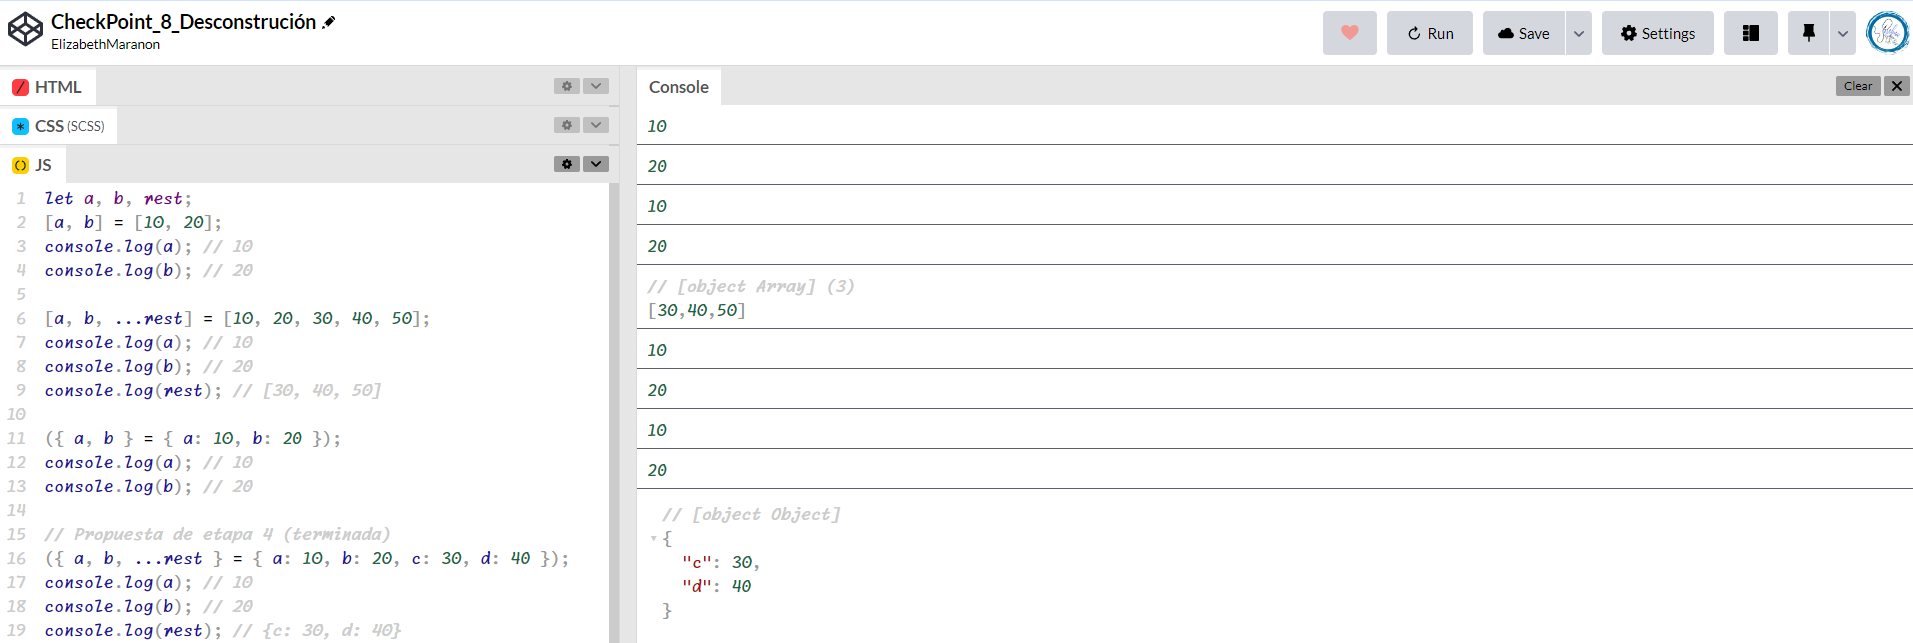 CheckPoint_8_Desconstrución
ElizabethMaranon
Run
Save
Settings
HTML
CSS (SCSS)
JS
1 let a, b, rest;
2 [a, b] = [10, 20];
3 console.log(a); // 10
4 console.log(b); // 20
5
6 [a, b, ...rest] = [10, 20, 30, 40, 50];
7 console.log(a); // 10
8 console.log(b); // 20
9 console.log(rest); // [30, 40, 50]
10
11 ({ a, b } = { a: 10, b: 20 });
12 console.log(a); // 10
13 console.log(b); // 20
14
15 // Propuesta de etapa 4 (terminada)
16 ({ a, b, ...rest } = { a: 10, b: 20, c: 30, d: 40 });
17 console.log(a); // 10
18 console.log(b); // 20
19 console.log(rest); // {c: 30, d: 40}
Console
Clear
10
20
10
20
// [object Array] (3)
[30,40,50]
10
20
10
20
// [object Object]
{
"c": 30,
"d": 40
}